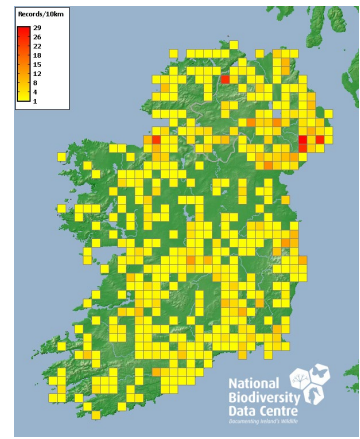 Records/10km
29
26
22
18
15
12
8
4
1
National
Biodiversity
Data Centre
Documenting Ireland's Wildlife